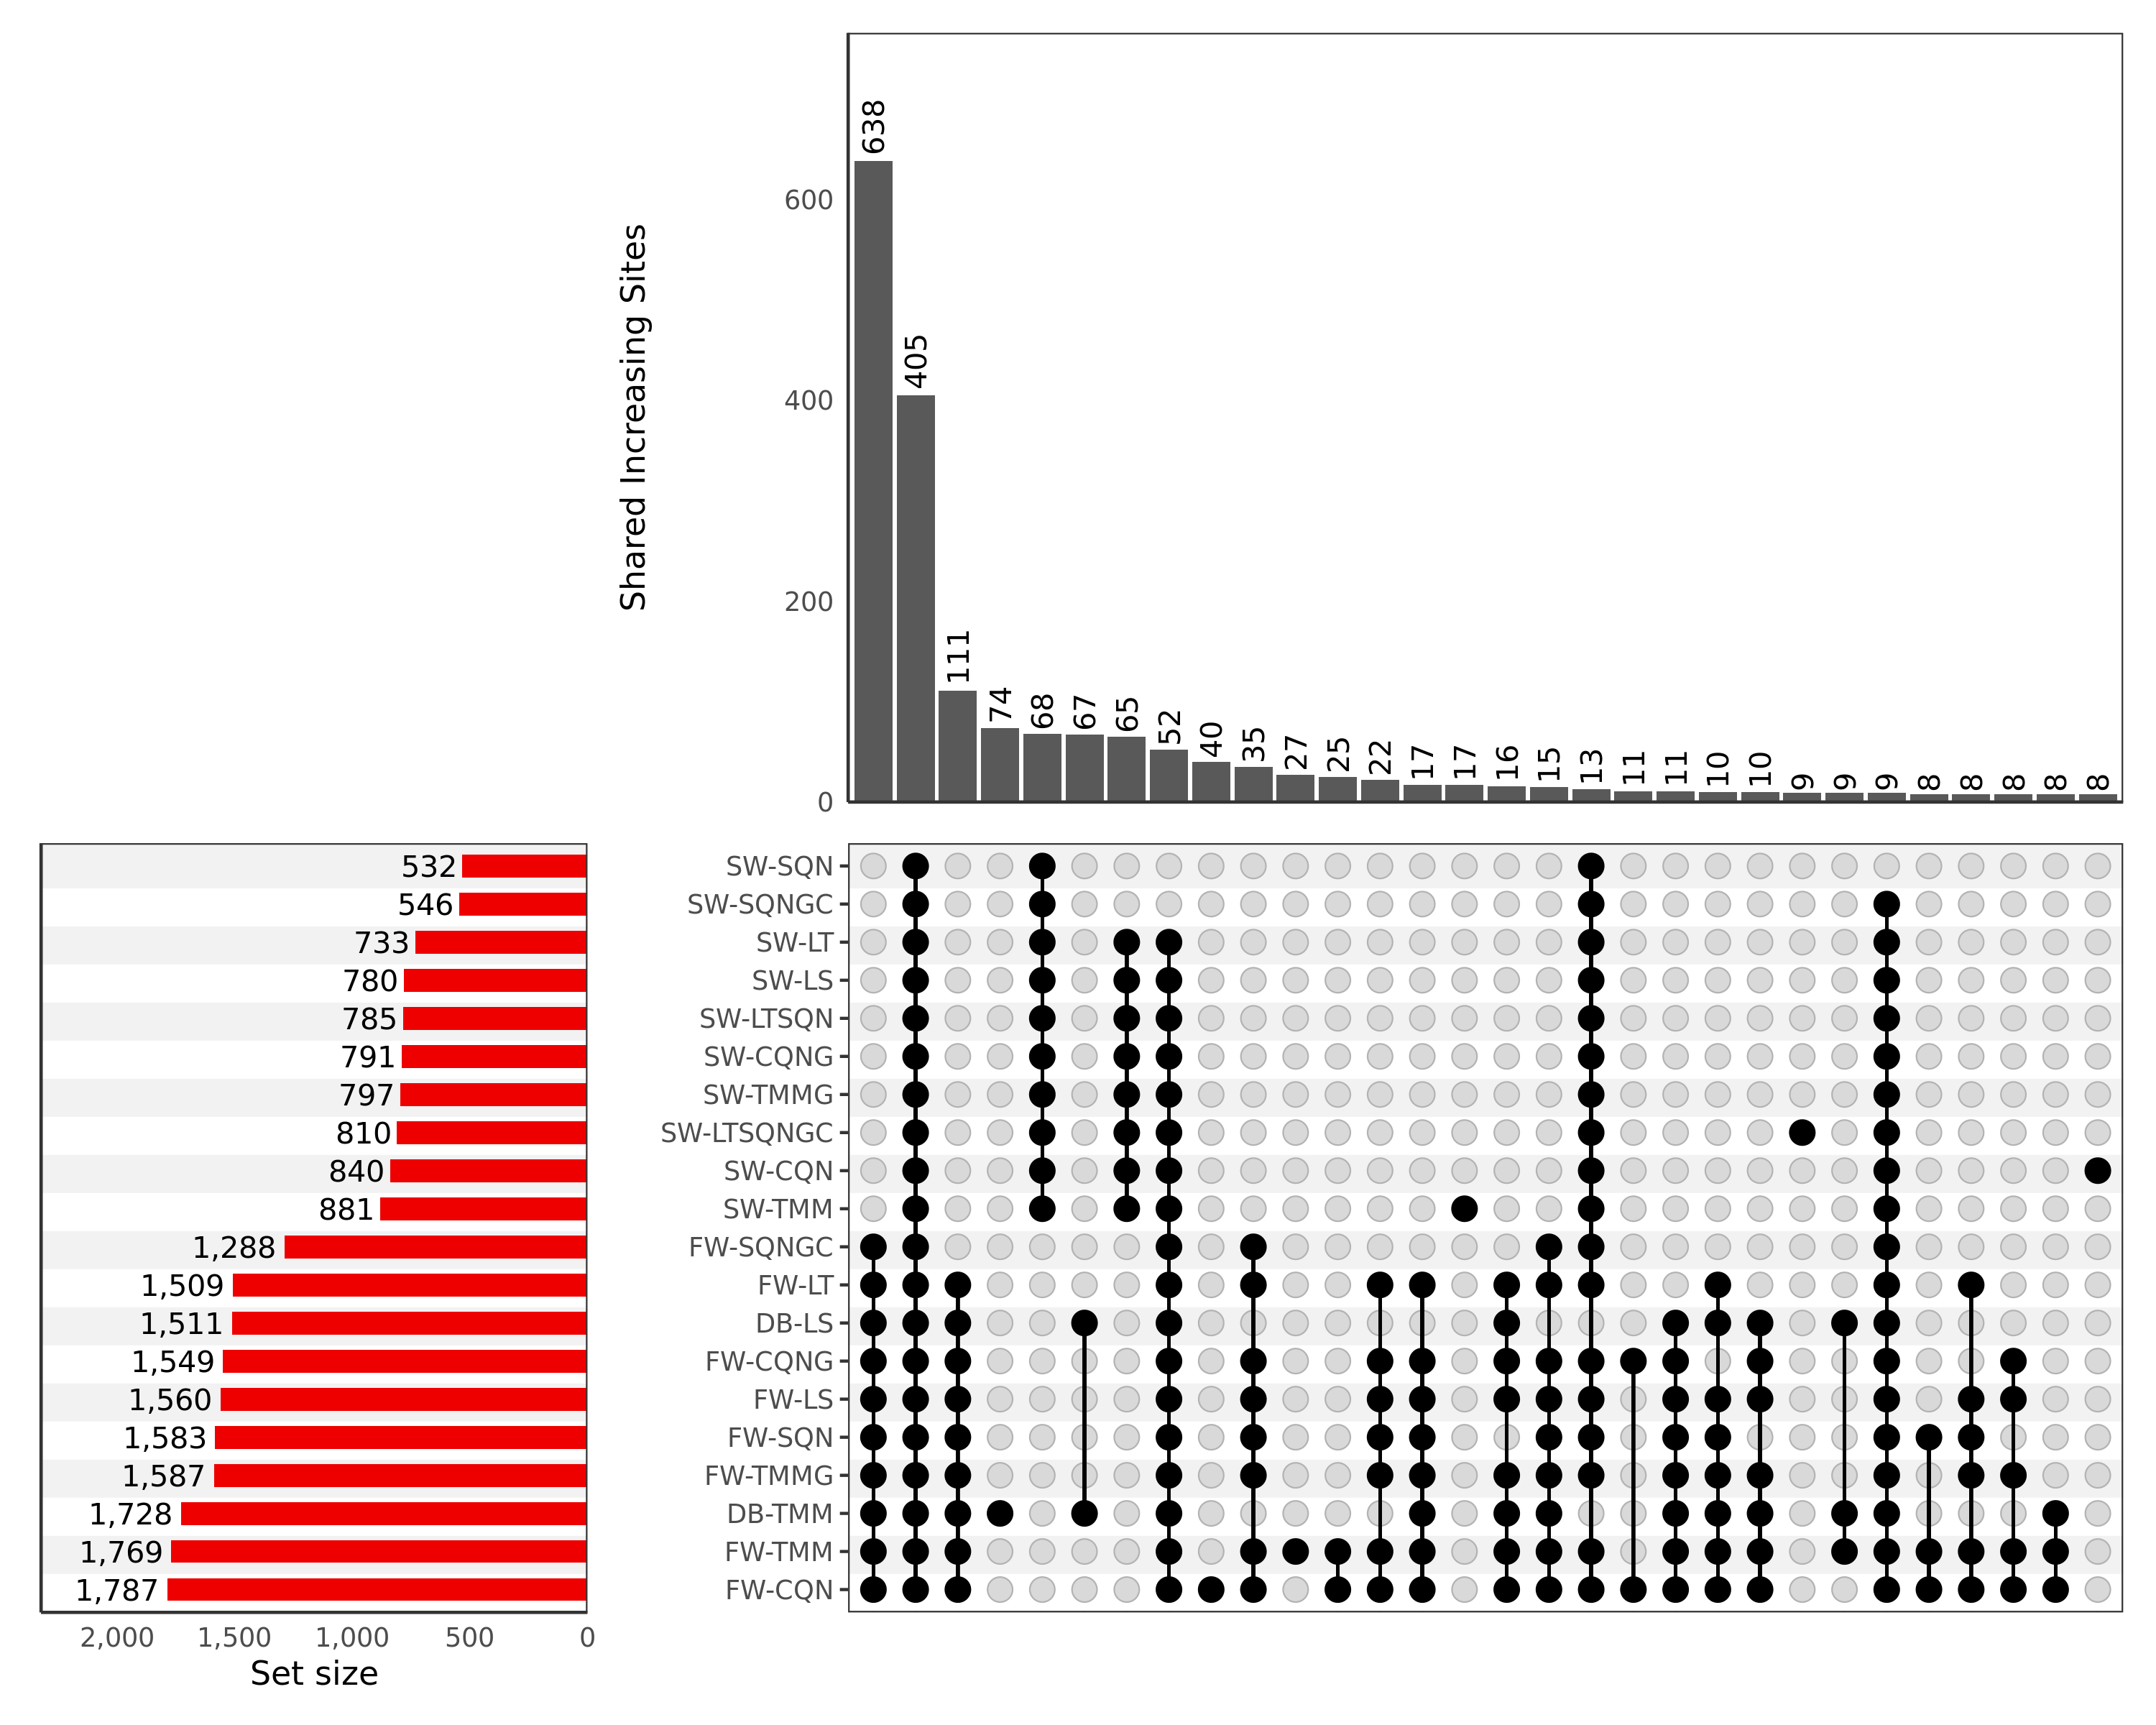 Shared Increasing Sites
600
400
200
0
638
405
111
74
68
67
65
52
40
35
27
25
22
17
17
16
15
13
11
11
10
10
9
9
9
8
8
8
8
8
532
546
733
780
785
791
797
810
840
881
1,288
1,509
1,511
1,549
1,560
1,583
1,587
1,728
1,769
1,787
2,000 1,500 1,000 500 0
Set size
SW-SQN
SW-SQNGC
SW-LT
SW-LS
SW-LTSQN
SW-CQNG
SW-TMMG
SW-LTSQNGC
SW-CQN
SW-TMM
FW-SQNGC
FW-LT
DB-LS
FW-CQNG
FW-LS
FW-SQN
FW-TMMG
DB-TMM
FW-TMM
FW-CQN